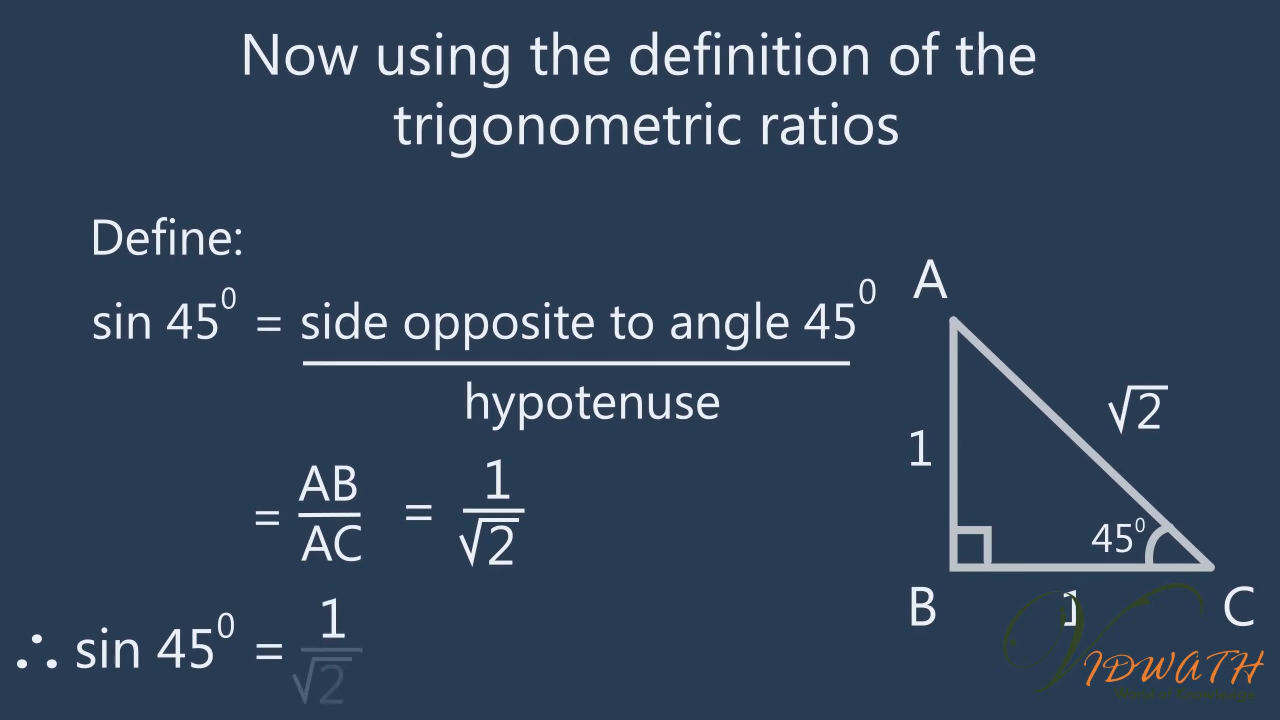 Now using the definition of the
trigonometric ratios
Define:
sin 45⁰ = side opposite to angle 45⁰
hypotenuse
= AB/AC = 1/√2
∴ sin 45⁰ = 1/√2
A
√2
1
45⁰
B
1
C
VIDWATH